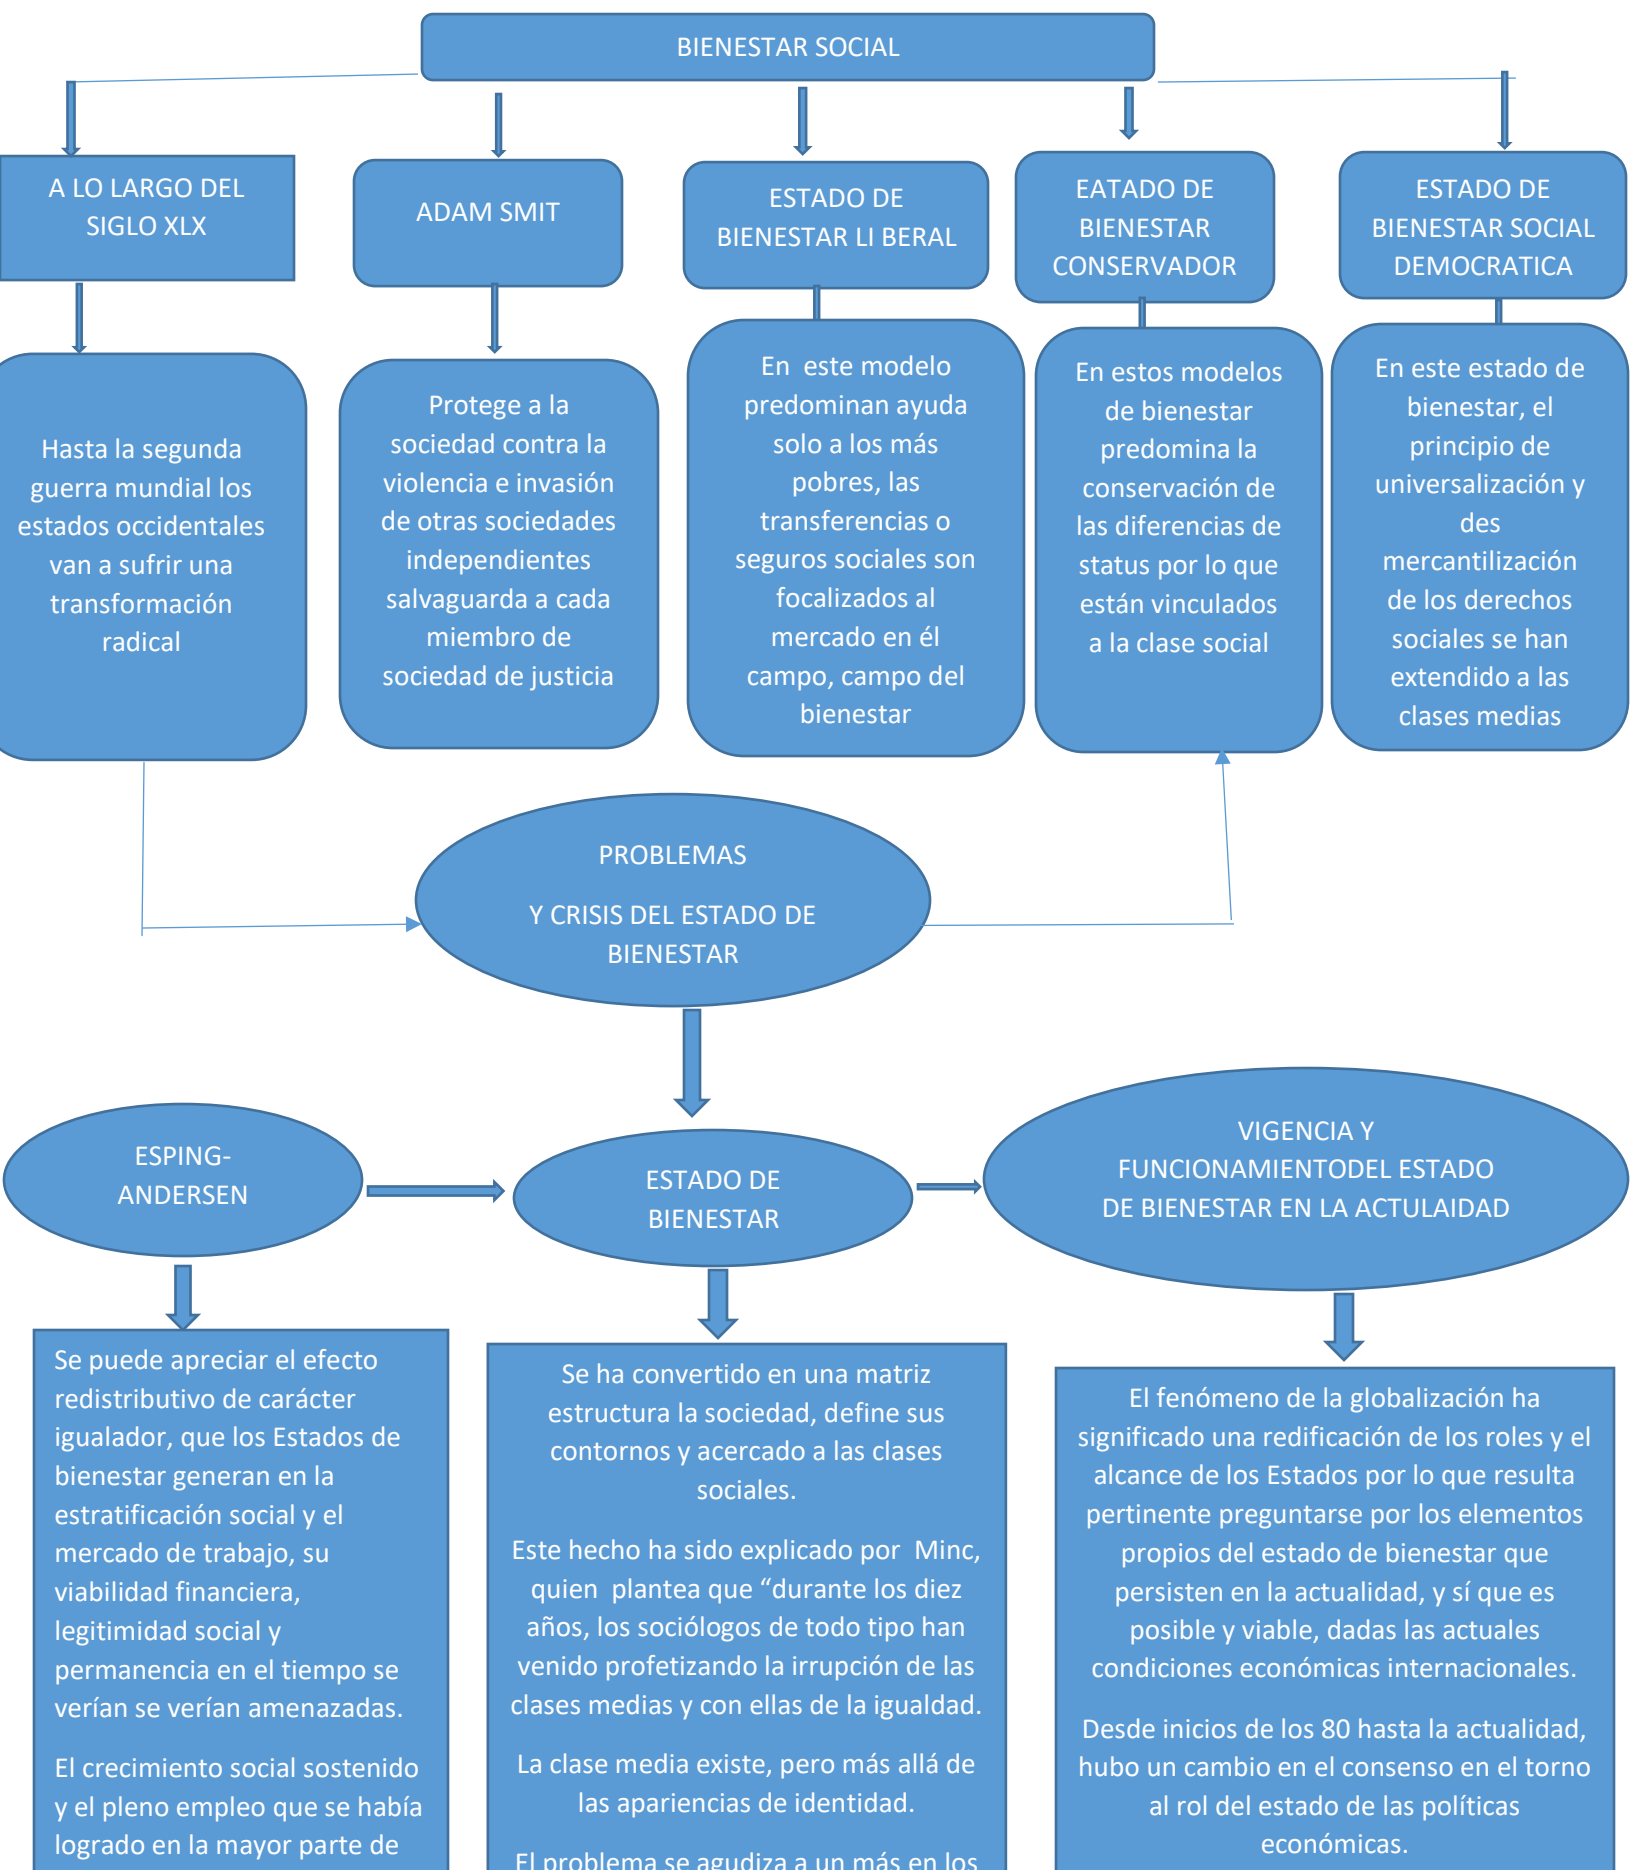 BIENESTAR SOCIAL
A LO LARGO DEL
SIGLO XLX
ADAM SMIT
ESTADO DE
BIENESTAR LI BERAL
EATADO DE
BIENESTAR
CONSERVADOR
ESTADO DE
BIENESTAR SOCIAL
DEMOCRATICA
Hasta la segunda
guerra mundial los
estados occidentales
van a sufrir una
transformación
radical
Protege a la
sociedad contra la
violencia e invasión
de otras sociedades
independientes
salvaguarda a cada
miembro de
sociedad de justicia
En este modelo
predominan ayuda
solo a los más
pobres, las
transferencias o
seguros sociales son
focalizados al
mercado en él
campo, campo del
bienestar
En estos modelos
de bienestar
predomina la
conservación de
las diferencias de
status por lo que
están vinculados
a la clase social
En este estado de
bienestar, el
principio de
universalización y
des
mercantilización
de los derechos
sociales se han
extendido a las
clases medias
PROBLEMAS
Y CRISIS DEL ESTADO DE
BIENESTAR
ESPING-
ANDERSEN
ESTADO DE
BIENESTAR
VIGENCIA Y
FUNCIONAMIENTODEL ESTADO
DE BIENESTAR EN LA ACTULAIDAD
Se puede apreciar el efecto
redistributivo de carácter
igualador, que los Estados de
bienestar generan en la
estratificación social y el
mercado de trabajo, su
viabilidad financiera,
legitimidad social y
permanencia en el tiempo se
verían se verían amenazadas.
El crecimiento social sostenido
y el pleno empleo que se había
logrado en la mayor parte de
Se ha convertido en una matriz
estructura la sociedad, define sus
contornos y acercado a las clases
sociales.
Este hecho ha sido explicado por Minc,
quien plantea que “durante los diez
años, los sociólogos de todo tipo han
venido profetizando la irrupción de las
clases medias y con ellas de la igualdad.
La clase media existe, pero más allá de
las apariencias de identidad.
El problema se agudiza a un más en los
El fenómeno de la globalización ha
significado una redificación de los roles y el
alcance de los Estados por lo que resulta
pertinente preguntarse por los elementos
propios del estado de bienestar que
persisten en la actualidad, y sí que es
posible y viable, dadas las actuales
condiciones económicas internacionales.
Desde inicios de los 80 hasta la actualidad,
hubo un cambio en el consenso en el torno
al rol del estado de las políticas
económicas.